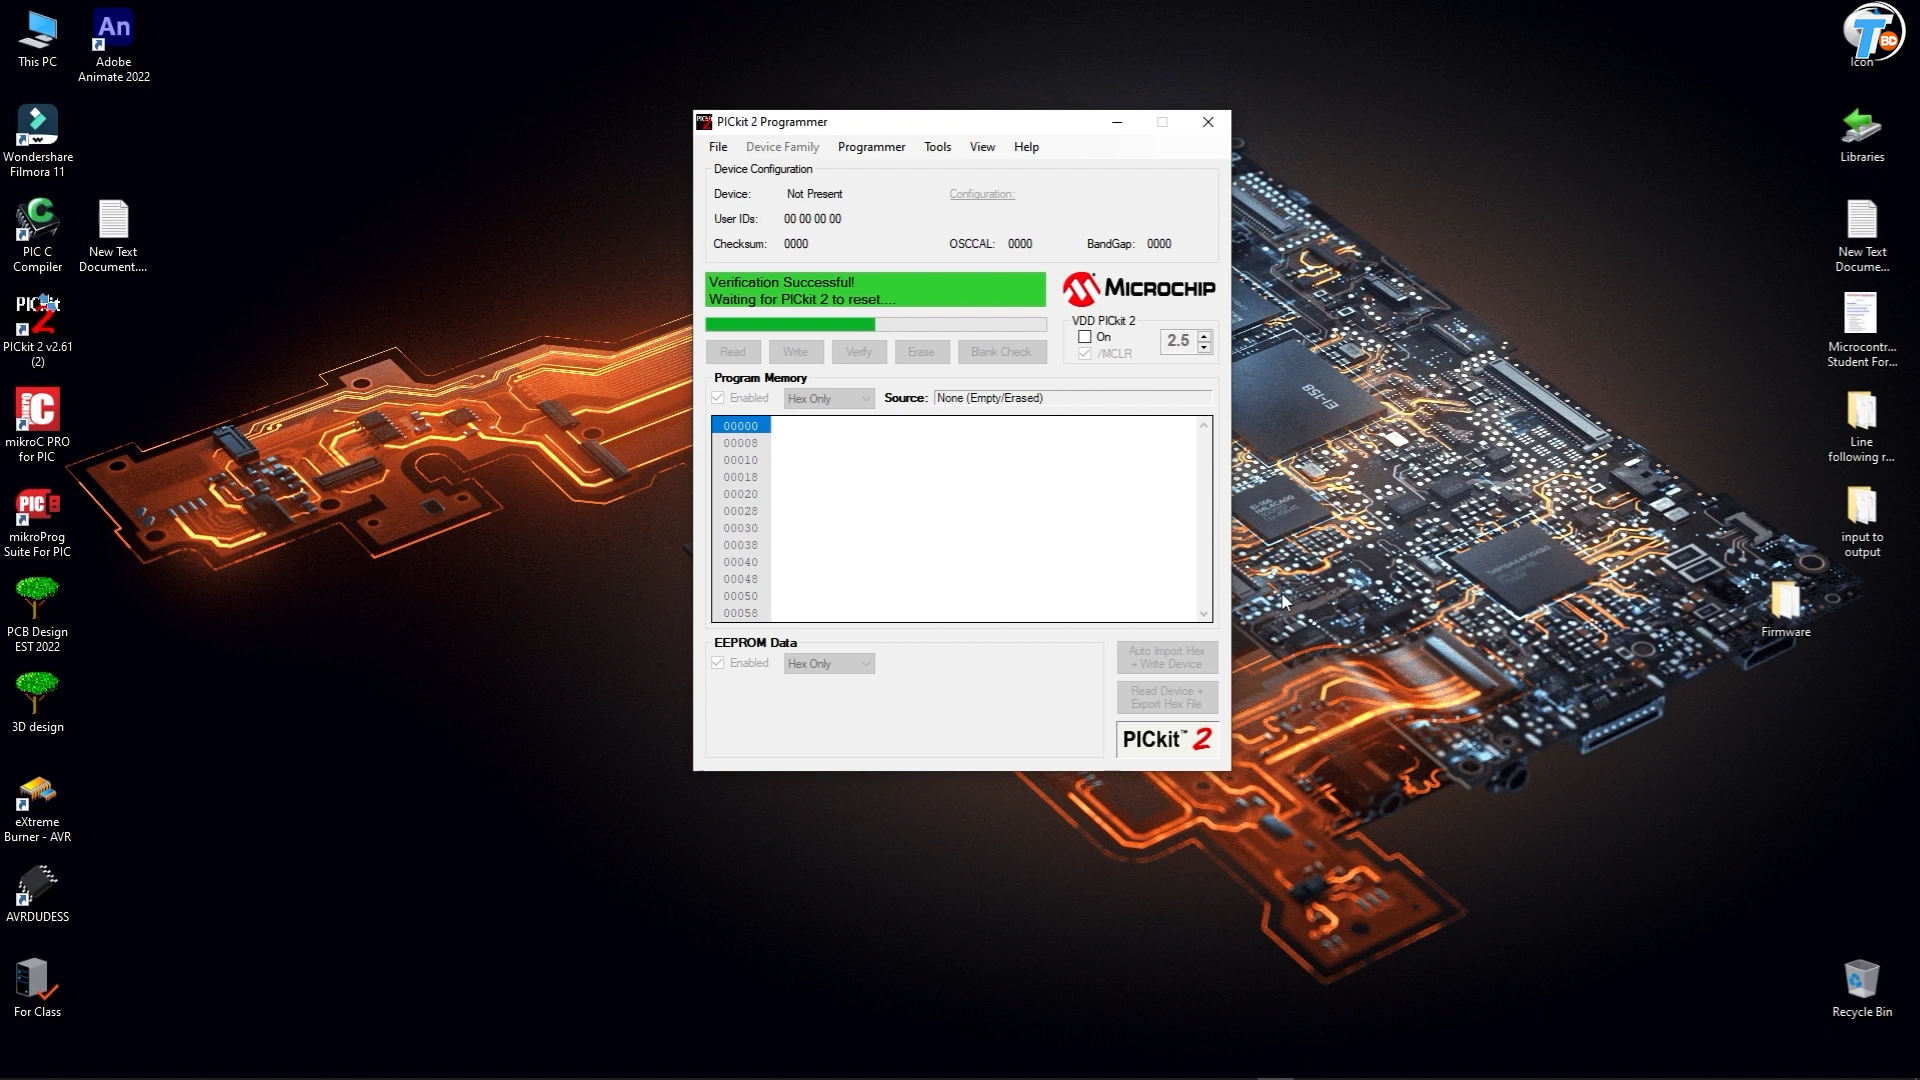 This PC
An
Adobe
Animate 2022
Wondershare
Filmora 11
PIC C
Compiler
New Text
Document....
PICkit
2
PICkit 2 v2.61
(2)
mikroC PRO
for PIC
PIC
mikroProg
Suite For PIC
PCB Design
EST 2022
3D design
eXtreme
Burner - AVR
AVRDUDESS
For Class
PICkit 2 Programmer
File Device Family Programmer Tools View Help
Device Configuration
Device: Not Present Configuration:
User IDs: 00 00 00 00
Checksum: 0000 OSCCAL: 0000 BandGap: 0000
Verification Successful!
Waiting for PICkit 2 to reset....
MICROCHIP
VDD PICkit 2
On
/MCLR
2.5
Read Write Verify Erase Blank Check
Program Memory
Enabled Hex Only Source: None (Empty/Erased)
00000
00008
00010
00018
00020
00028
00030
00038
00040
00048
00050
00058
EEPROM Data
Enabled Hex Only
Auto Import Hex
+ Write Device
Read Device +
Export Hex File
PICkit™ 2
T BD
Icon
Libraries
New Text
Docume...
Microcontr...
Student For...
Line
following r...
input to
output
Firmware
Recycle Bin